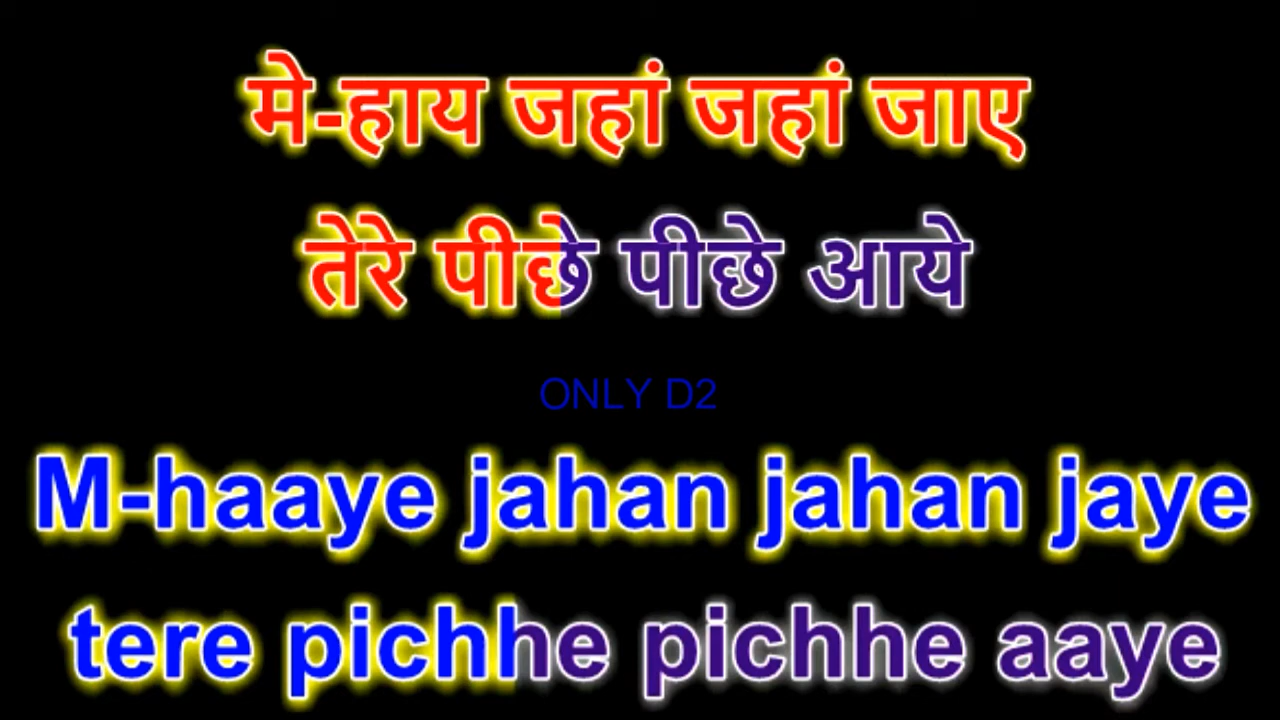 मे-हाय जहां जहां जाए
तेरे पीछे पीछे आये
ONLY D2
M-haaye jahan jahan jaye
tere pichhe pichhe aaye